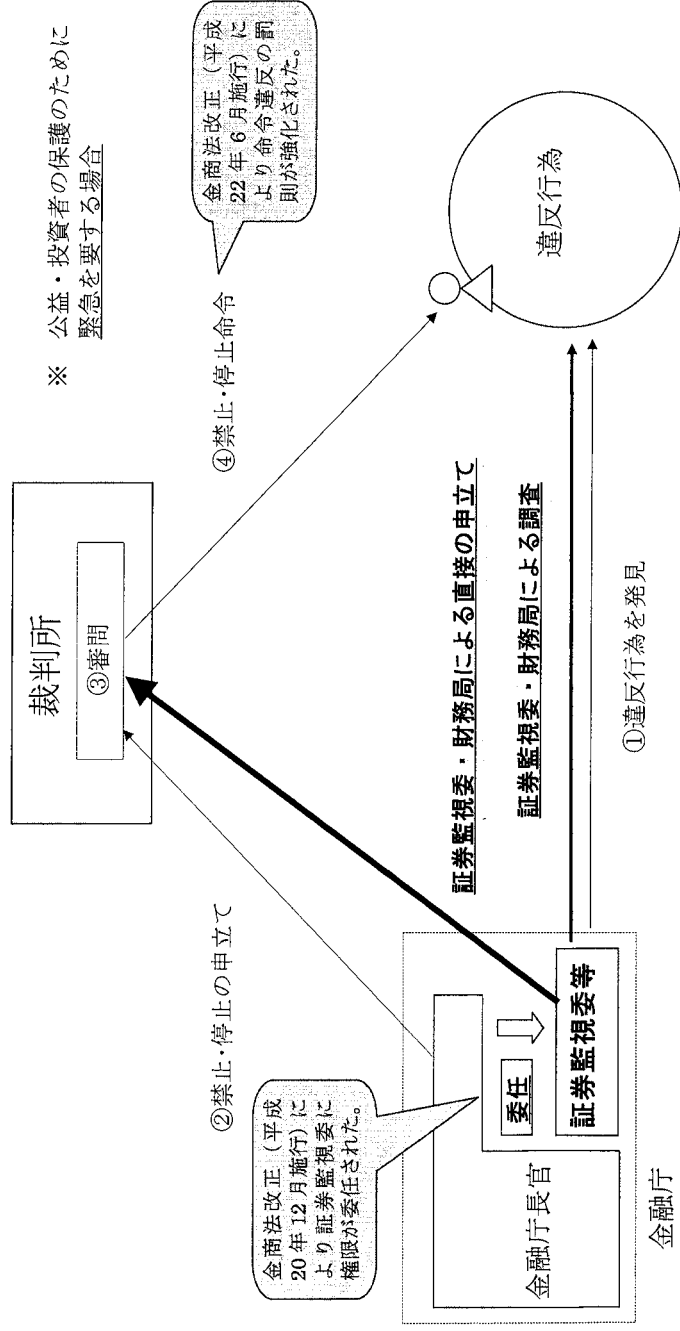 ※ 公益・投資者の保護のために
緊急を要する場合
裁判所
③審問
④禁止・停止命令
金商法改正（平成
22年6月施行）に
より命令違反の罰
則が強化された。
②禁止・停止の申立て
金商法改正（平成
20年12月施行）に
より証券監視委に
権限が委任された。
証券監視委・財務局による直接の申立て
証券監視委・財務局による調査
①違反行為を発見
違反行為
金融庁長官
委任
証券監視委等
金融庁